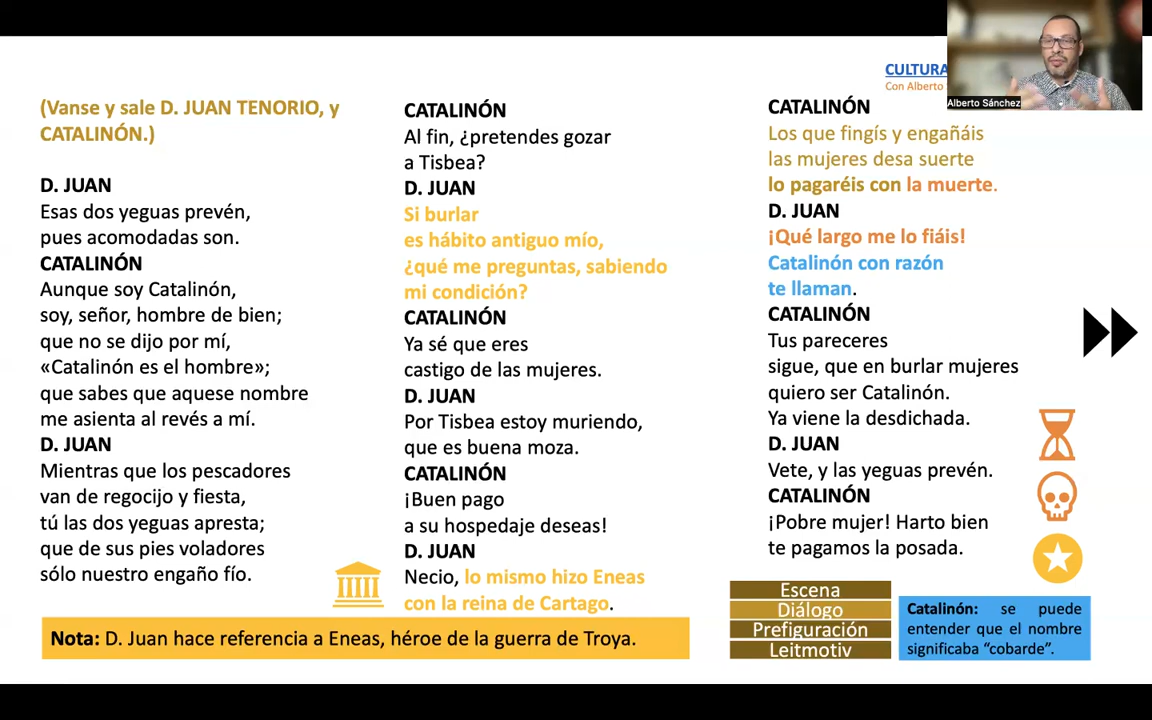 CULTURA
Con Alberto
Alberto Sánchez
(Vanse y sale D. JUAN TENORIO, y
CATALINÓN.)
D. JUAN
Esas dos yeguas prevén,
pues acomodadas son.
CATALINÓN
Aunque soy Catalinón,
soy, señor, hombre de bien;
que no se dijo por mí,
«Catalinón es el hombre»;
que sabes que aquese nombre
me asienta al revés a mí.
D. JUAN
Mientras que los pescadores
van de regocijo y fiesta,
tú las dos yeguas apresta;
que de sus pies voladores
sólo nuestro engaño fío.
CATALINÓN
Al fin, ¿pretendes gozar
a Tisbea?
D. JUAN
Si burlar
es hábito antiguo mío,
¿qué me preguntas, sabiendo
mi condición?
CATALINÓN
Ya sé que eres
castigo de las mujeres.
D. JUAN
Por Tisbea estoy muriendo,
que es buena moza.
CATALINÓN
¡Buen pago
a su hospedaje deseas!
D. JUAN
Necio, lo mismo hizo Eneas
con la reina de Cartago.
CATALINÓN
Los que fingís y engañáis
las mujeres desa suerte
lo pagaréis con la muerte.
D. JUAN
¡Qué largo me lo fiáis!
Catalinón con razón
te llaman.
CATALINÓN
Tus pareceres
sigue, que en burlar mujeres
quiero ser Catalinón.
Ya viene la desdichada.
D. JUAN
Vete, y las yeguas prevén.
CATALINÓN
¡Pobre mujer! Harto bien
te pagamos la posada.
Nota: D. Juan hace referencia a Eneas, héroe de la guerra de Troya.
Escena
Diálogo
Prefiguración
Leitmotiv
Catalinón: se puede
entender que el nombre
significaba “cobarde”.